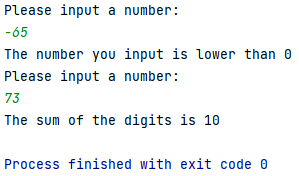 Please input a number:
-65
The number you input is lower than 0
Please input a number:
73
The sum of the digits is 10
Process finished with exit code 0